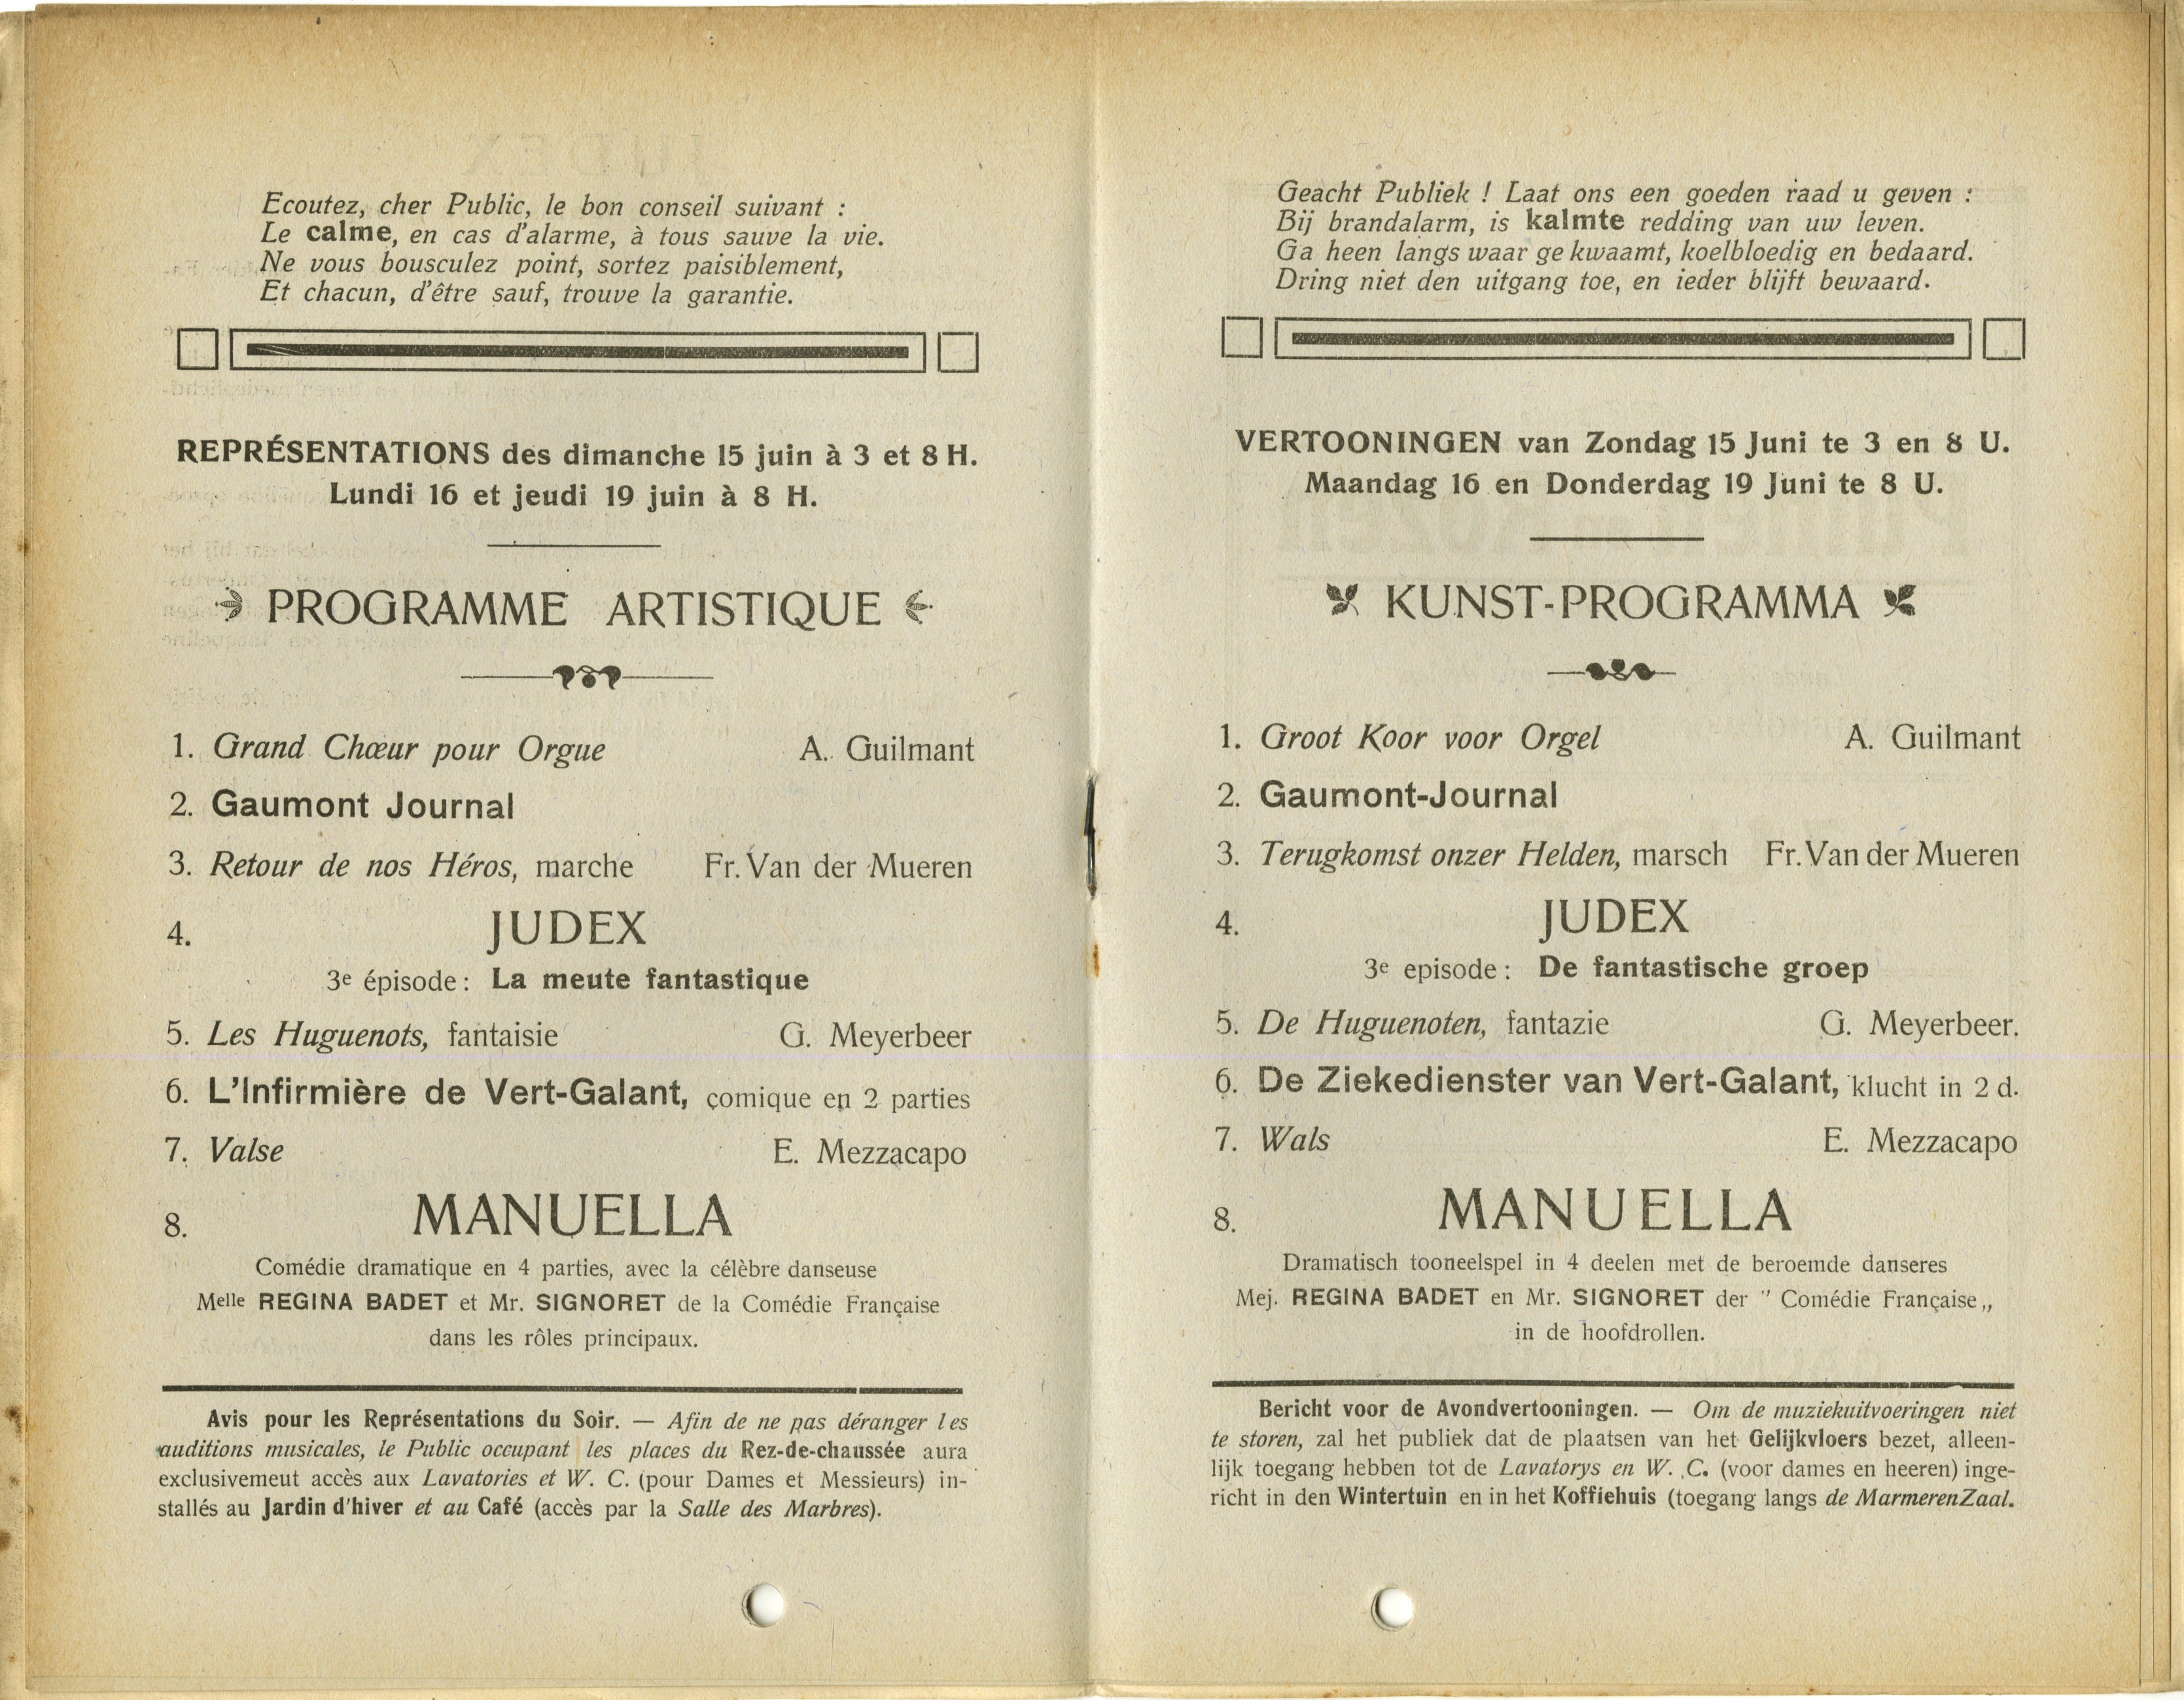 Ecoutez, cher Public, le bon conseil suivant :
Le calme, en cas d'alarme, à tous sauve la vie.
Ne vous bousculez point, sortez paisiblement,
Et chacun, d'être sauf, trouve la garantie.
REPRÉSENTATIONS des dimanche 15 juin à 3 et 8 H.
Lundi 16 et jeudi 19 juin à 8 H.
PROGRAMME ARTISTIQUE
1. Grand Chœur pour Orgue A. Guilmant
2. Gaumont Journal
3. Retour de nos Héros, marche Fr. Van der Mueren
4. JUDEX
3e épisode : La meute fantastique
5. Les Huguenots, fantaisie G. Meyerbeer
6. L'Infirmière de Vert-Galant, comique en 2 parties
7. Valse E. Mezzacapo
8. MANUELLA
Comédie dramatique en 4 parties, avec la célèbre danseuse
Melle REGINA BADET et Mr. SIGNORET de la Comédie Française
dans les rôles principaux.
Avis pour les Représentations du Soir. — Afin de ne pas déranger les
auditions musicales, le Public occupant les places du Rez-de-chaussée aura
exclusivemeut accès aux Lavatories et W. C. (pour Dames et Messieurs) in-
stallés au Jardin d'hiver et au Café (accès par la Salle des Marbres).
Geacht Publiek ! Laat ons een goeden raad u geven :
Bij brandalarm, is kalmte redding van uw leven.
Ga heen langs waar ge kwaamt, koelbloedig en bedaard.
Dring niet den uitgang toe, en ieder blijft bewaard.
VERTOONINGEN van Zondag 15 Juni te 3 en 8 U.
Maandag 16 en Donderdag 19 Juni te 8 U.
KUNST-PROGRAMMA
1. Groot Koor voor Orgel A. Guilmant
2. Gaumont-Journal
3. Terugkomst onzer Helden, marsch Fr. Van der Mueren
4. JUDEX
3e episode : De fantastische groep
5. De Huguenoten, fantazie G. Meyerbeer.
6. De Ziekedienster van Vert-Galant, klucht in 2 d.
7. Wals E. Mezzacapo
8. MANUELLA
Dramatisch tooneelspel in 4 deelen met de beroemde danseres
Mej. REGINA BADET en Mr. SIGNORET der " Comédie Française „
in de hoofdrollen.
Bericht voor de Avondvertooningen. — Om de muziekuitvoeringen niet
te storen, zal het publiek dat de plaatsen van het Gelijkvloers bezet, alleen-
lijk toegang hebben tot de Lavatorys en W. C. (voor dames en heeren) inge-
richt in den Wintertuin en in het Koffiehuis (toegang langs de Marmeren Zaal.